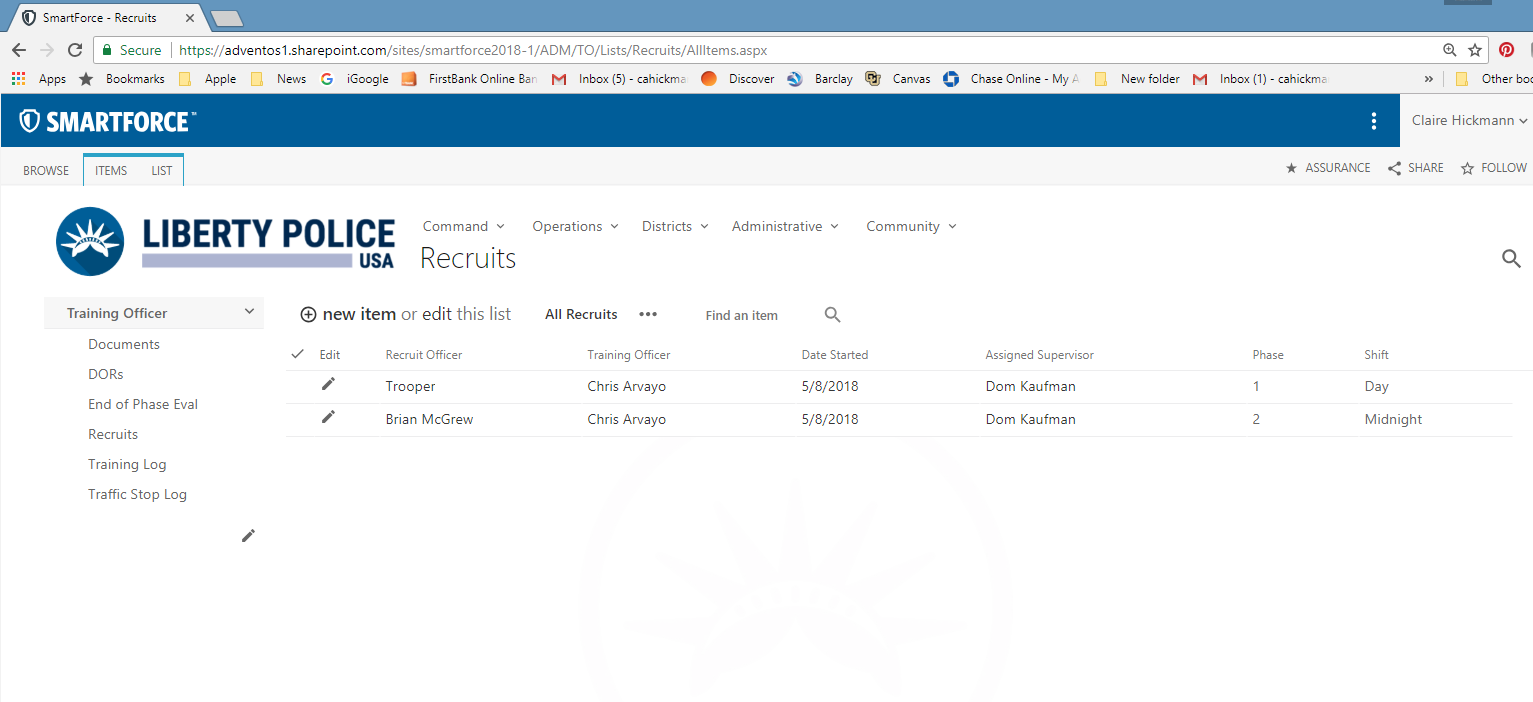 SmartForce - Recruits
Secure https://adventos1.sharepoint.com/sites/smartforce2018-1/ADM/TO/Lists/Recruits/AllItems.aspx
Apps Bookmarks Apple News iGoogle FirstBank Online Ban Inbox (5) - cahickma Discover Barclay Canvas Chase Online - My A New folder Inbox (1) - cahickma » Other boo
SMARTFORCE™ Claire Hickmann
BROWSE ITEMS LIST ASSURANCE SHARE FOLLOW
LIBERTY POLICE
USA
Command Operations Districts Administrative Community
Recruits
Training Officer
Documents
DORs
End of Phase Eval
Recruits
Training Log
Traffic Stop Log
new item or edit this list All Recruits ••• Find an item
Edit Recruit Officer Training Officer Date Started Assigned Supervisor Phase Shift
Trooper Chris Arvayo 5/8/2018 Dom Kaufman 1 Day
Brian McGrew Chris Arvayo 5/8/2018 Dom Kaufman 2 Midnight